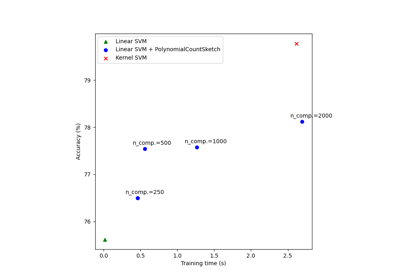 Linear SVM
Linear SVM + PolynomialCountSketch
Kernel SVM
79
78
77
76
Accuracy (%)
n_comp.=2000
n_comp.=500
n_comp.=1000
n_comp.=250
0.0
0.5
1.0
1.5
2.0
2.5
Training time (s)